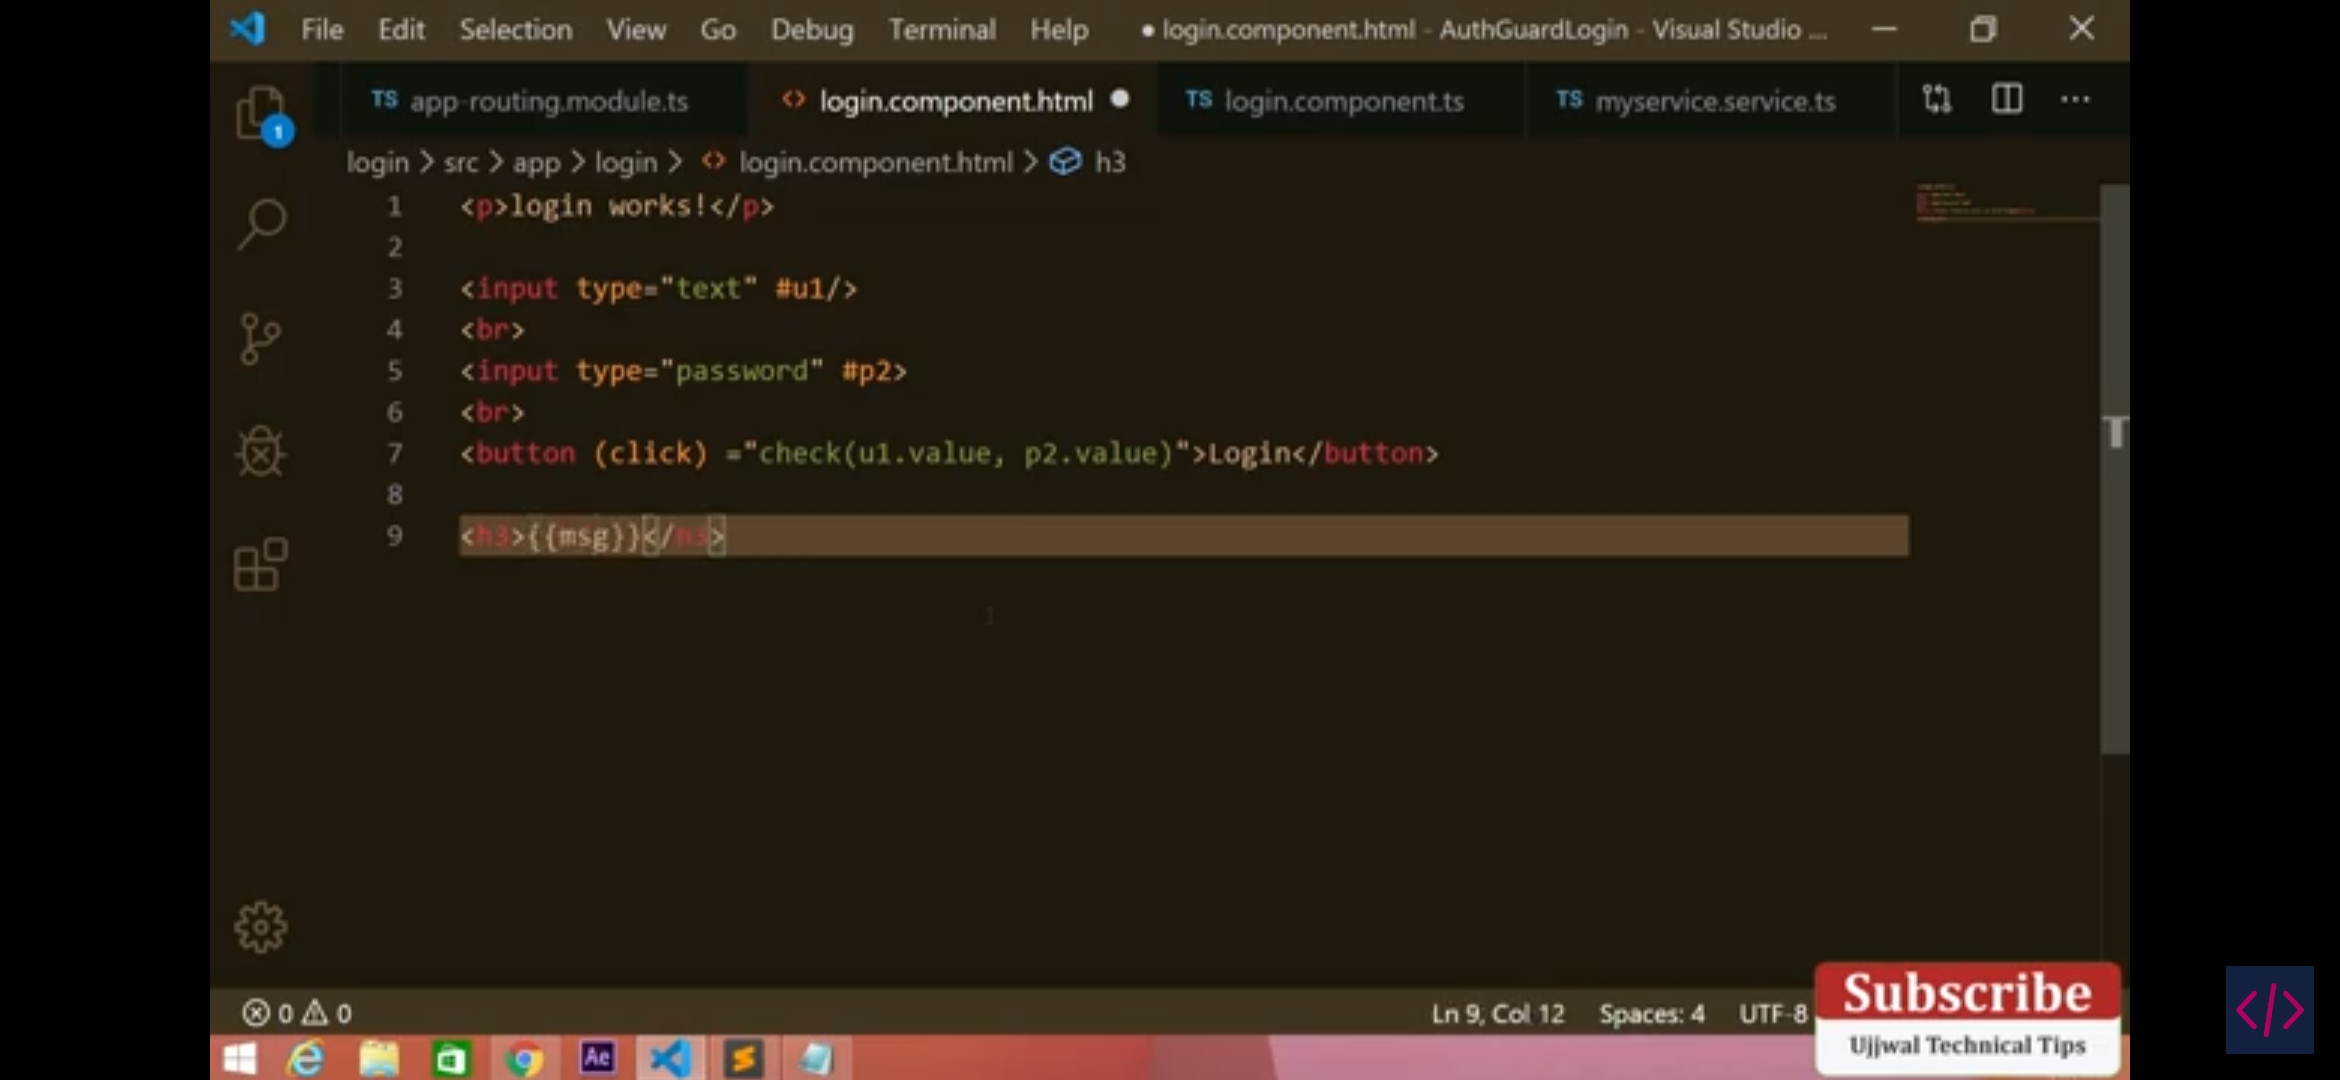 File Edit Selection View Go Debug Terminal Help ● login.component.html - AuthGuardLogin - Visual Studio ...
TS app-routing.module.ts <> login.component.html ● TS login.component.ts TS myservice.service.ts ...
1
login > src > app > login > <> login.component.html > h3
1 <p>login works!</p>
2
3 <input type="text" #u1/>
4 <br>
5 <input type="password" #p2>
6 <br>
7 <button (click) ="check(u1.value, p2.value)">Login</button>
8
9 <h3>{{msg}}</h3>
0 0 Ln 9, Col 12 Spaces: 4 UTF-8
Subscribe
Ujjwal Technical Tips
Ae
</>